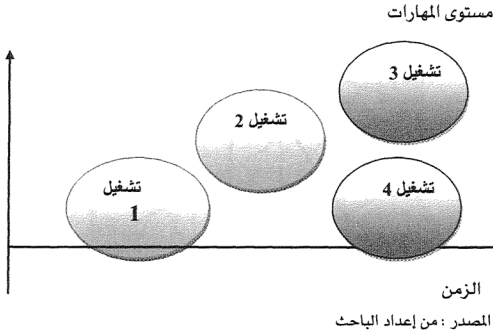 مستوى المهارات
تشغيل 3
تشغيل 2
تشغيل
1
تشغيل 4
الزمن
المصدر : من إعداد الباحث